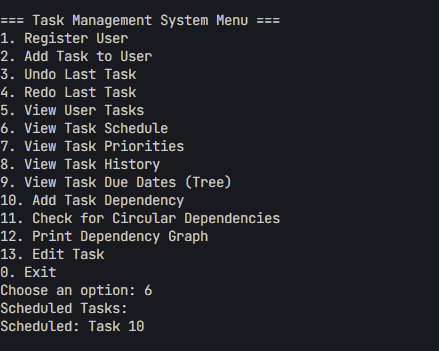 === Task Management System Menu ===
1. Register User
2. Add Task to User
3. Undo Last Task
4. Redo Last Task
5. View User Tasks
6. View Task Schedule
7. View Task Priorities
8. View Task History
9. View Task Due Dates (Tree)
10. Add Task Dependency
11. Check for Circular Dependencies
12. Print Dependency Graph
13. Edit Task
0. Exit
Choose an option: 6
Scheduled Tasks:
Scheduled: Task 10